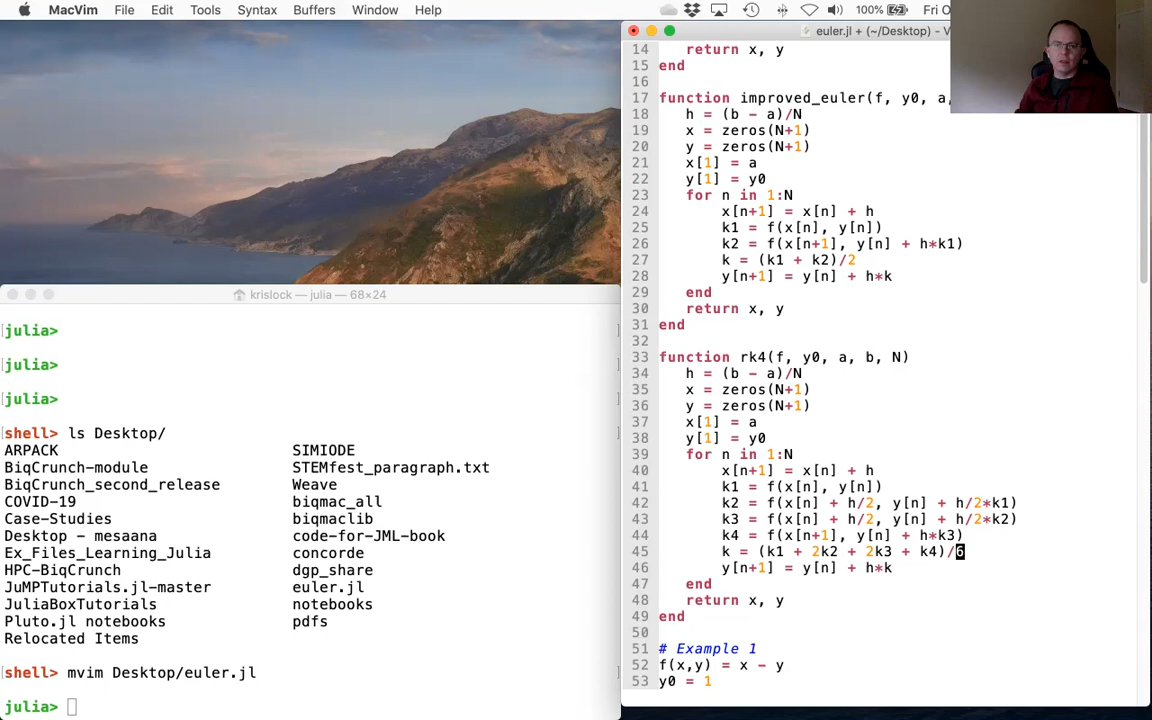 MacVim File Edit Tools Syntax Buffers Window Help 100% Fri O
euler.jl + (~/Desktop) – V
14 return x, y
15 end
16
17 function improved_euler(f, y0, a,
18 h = (b - a)/N
19 x = zeros(N+1)
20 y = zeros(N+1)
21 x[1] = a
22 y[1] = y0
23 for n in 1:N
24 x[n+1] = x[n] + h
25 k1 = f(x[n], y[n])
26 k2 = f(x[n+1], y[n] + h*k1)
27 k = (k1 + k2)/2
28 y[n+1] = y[n] + h*k
29 end
30 return x, y
31 end
32
33 function rk4(f, y0, a, b, N)
34 h = (b - a)/N
35 x = zeros(N+1)
36 y = zeros(N+1)
37 x[1] = a
38 y[1] = y0
39 for n in 1:N
40 x[n+1] = x[n] + h
41 k1 = f(x[n], y[n])
42 k2 = f(x[n] + h/2, y[n] + h/2*k1)
43 k3 = f(x[n] + h/2, y[n] + h/2*k2)
44 k4 = f(x[n+1], y[n] + h*k3)
45 k = (k1 + 2k2 + 2k3 + k4)/6
46 y[n+1] = y[n] + h*k
47 end
48 return x, y
49 end
50
51 # Example 1
52 f(x,y) = x - y
53 y0 = 1
krislock — julia — 68×24
julia>
julia>
julia>
shell> ls Desktop/
ARPACK SIMIODE
BiqCrunch-module STEMfest_paragraph.txt
BiqCrunch_second_release Weave
COVID-19 biqmac_all
Case-Studies biqmaclib
Desktop - mesaana code-for-JML-book
Ex_Files_Learning_Julia concorde
HPC-BiqCrunch dgp_share
JuMPTutorials.jl-master euler.jl
JuliaBoxTutorials notebooks
Pluto.jl notebooks pdfs
Relocated Items
shell> mvim Desktop/euler.jl
julia>